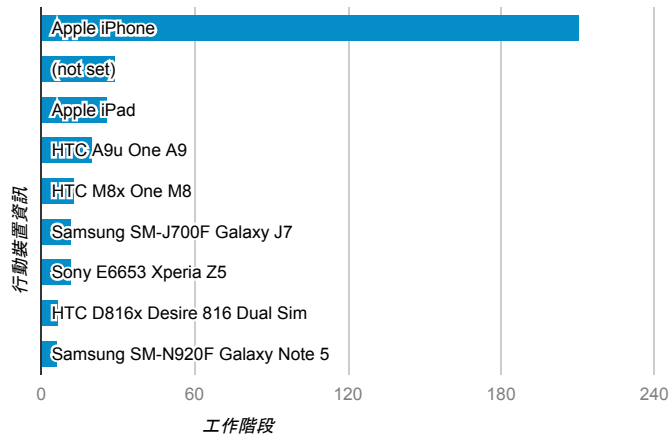 Apple iPhone
(not set)
Apple iPad
HTC A9u One A9
HTC M8x One M8
Samsung SM-J700F Galaxy J7
Sony E6653 Xperia Z5
HTC D816x Desire 816 Dual Sim
Samsung SM-N920F Galaxy Note 5
行動裝置資訊
0 60 120 180 240
工作階段